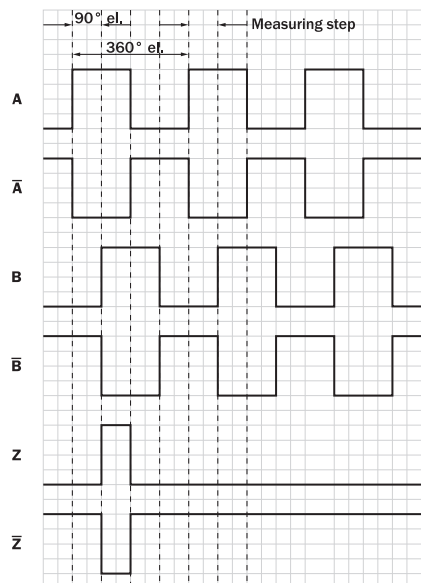 90° el.
Measuring step
360° el.
A
A̅
B
B̅
Z
Z̅